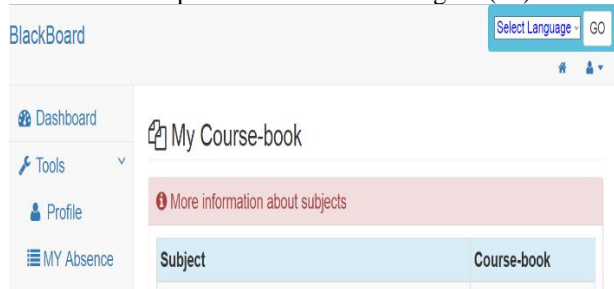 BlackBoard
Select Language
GO
Dashboard
Tools
Profile
MY Absence
My Course-book
More information about subjects
Subject Course-book